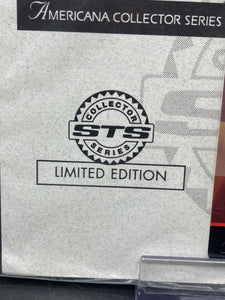 AMERICANA COLLECTOR SERIES
COLLECTOR
STS
SERIES
LIMITED EDITION